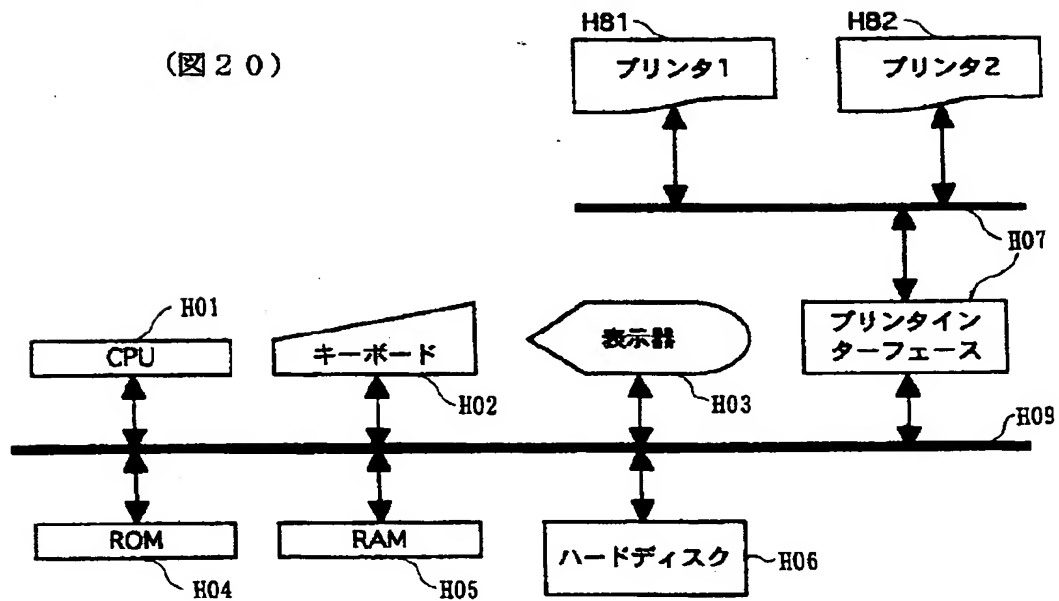 (図20)
H81
プリンタ1
H82
プリンタ2
H07
H01
CPU
キーボード
H02
表示器
H03
プリンタイン
ターフェース
H09
ROM
H04
RAM
H05
ハードディスク
H06